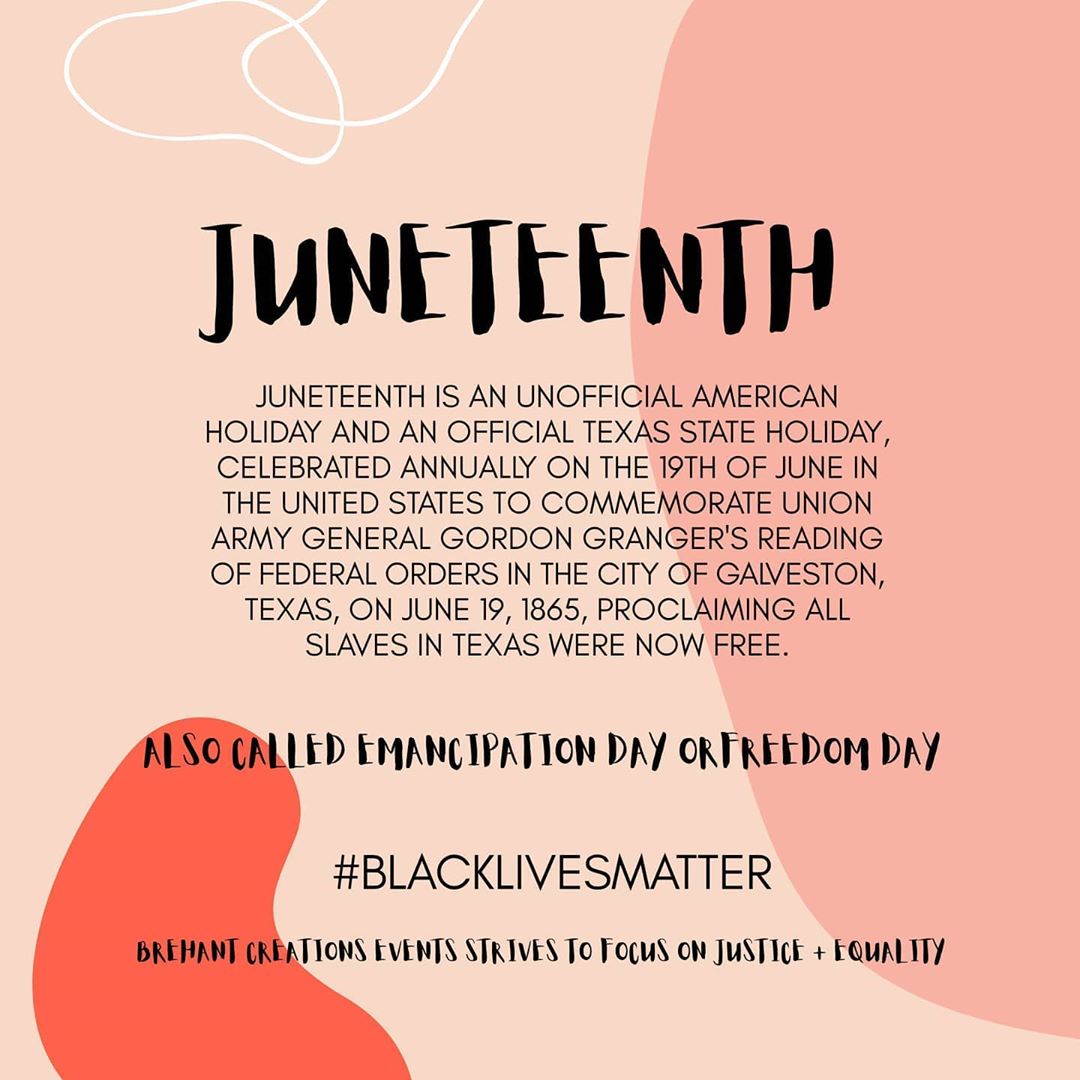 JUNETEENTH
JUNETEENTH IS AN UNOFFICIAL AMERICAN
HOLIDAY AND AN OFFICIAL TEXAS STATE HOLIDAY,
CELEBRATED ANNUALLY ON THE 19TH OF JUNE IN
THE UNITED STATES TO COMMEMORATE UNION
ARMY GENERAL GORDON GRANGER'S READING
OF FEDERAL ORDERS IN THE CITY OF GALVESTON,
TEXAS, ON JUNE 19, 1865, PROCLAIMING ALL
SLAVES IN TEXAS WERE NOW FREE.
ALSO CALLED EMANCIPATION DAY ORFREEDOM DAY
#BLACKLIVESMATTER
BREHANT CREATIONS EVENTS STRIVES TO FOCUS ON JUSTICE + EQUALITY